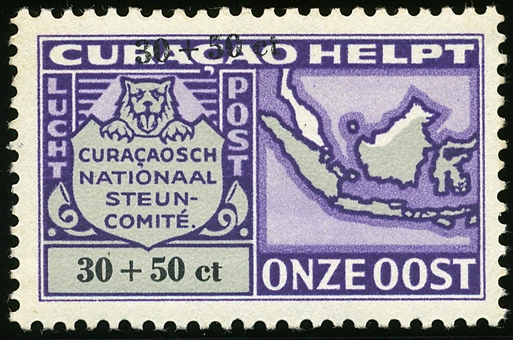 30 + 50 ct
CURAÇAO HELPT
LUCHT
POST
CURAÇAOSCH
NATIONAAL
STEUN-
COMITÉ.
30 + 50 ct
ONZE OOST